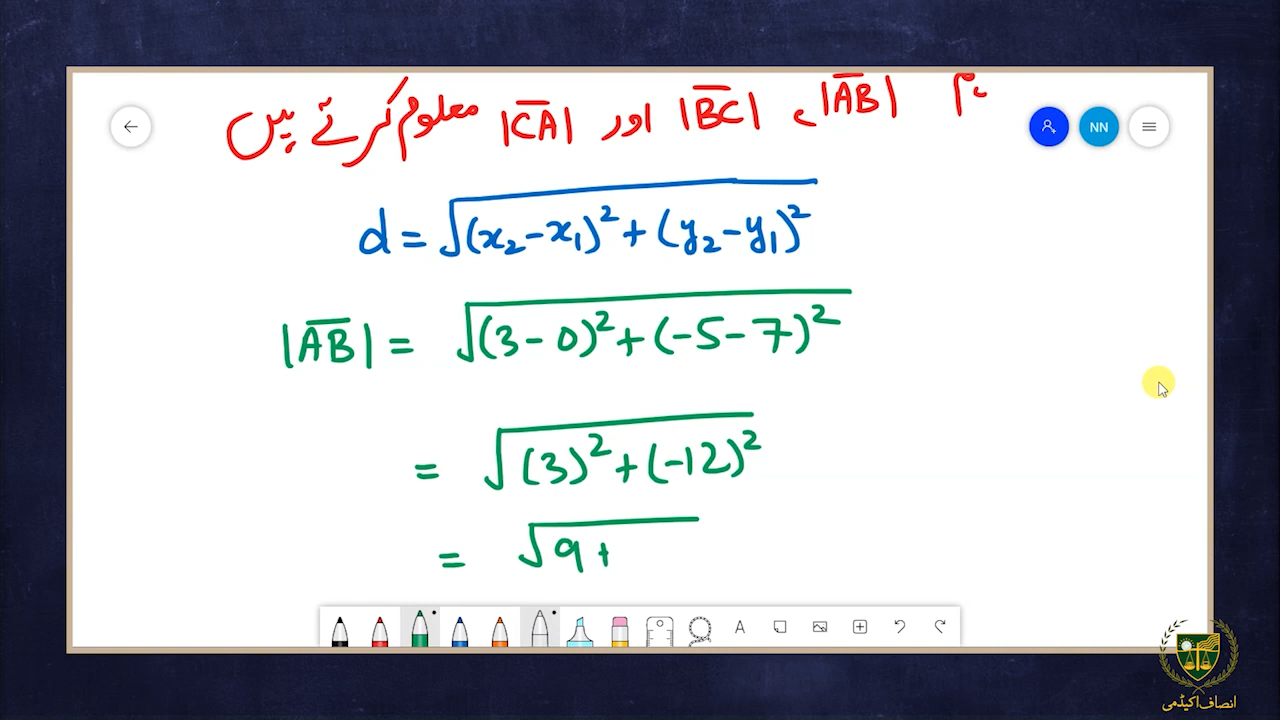 ہم |AB| ، |BC| اور |CA| معلوم کرتے ہیں
NN
d = √(x₂ - x₁)² + (y₂ - y₁)²
|AB| = √(3 - 0)² + (-5 - 7)²
= √(3)² + (-12)²
= √9 +
A
انصاف اکیڈمی